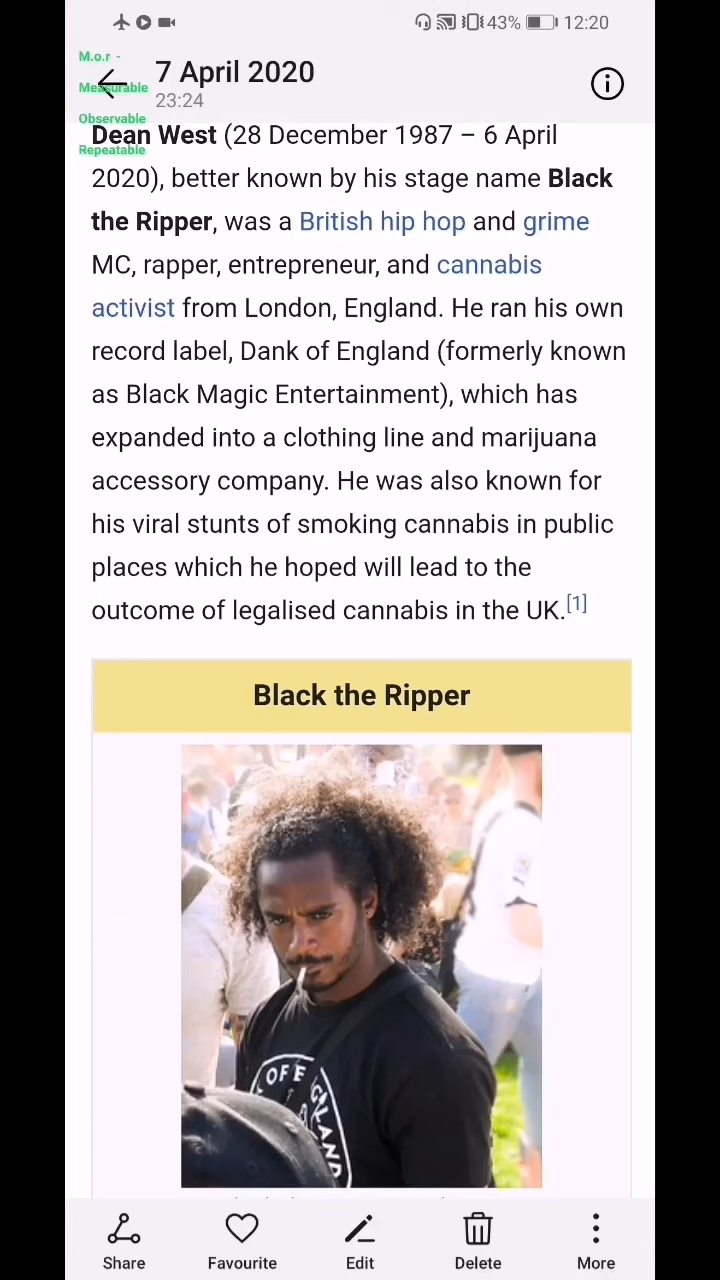 43% 12:20
M.o.r -
7 April 2020
Measurable
23:24
Observable
Dean West (28 December 1987 – 6 April
Repeatable
2020), better known by his stage name Black
the Ripper, was a British hip hop and grime
MC, rapper, entrepreneur, and cannabis
activist from London, England. He ran his own
record label, Dank of England (formerly known
as Black Magic Entertainment), which has
expanded into a clothing line and marijuana
accessory company. He was also known for
his viral stunts of smoking cannabis in public
places which he hoped will lead to the
outcome of legalised cannabis in the UK.[1]
Black the Ripper
OF E
GLAND
Share Favourite Edit Delete More